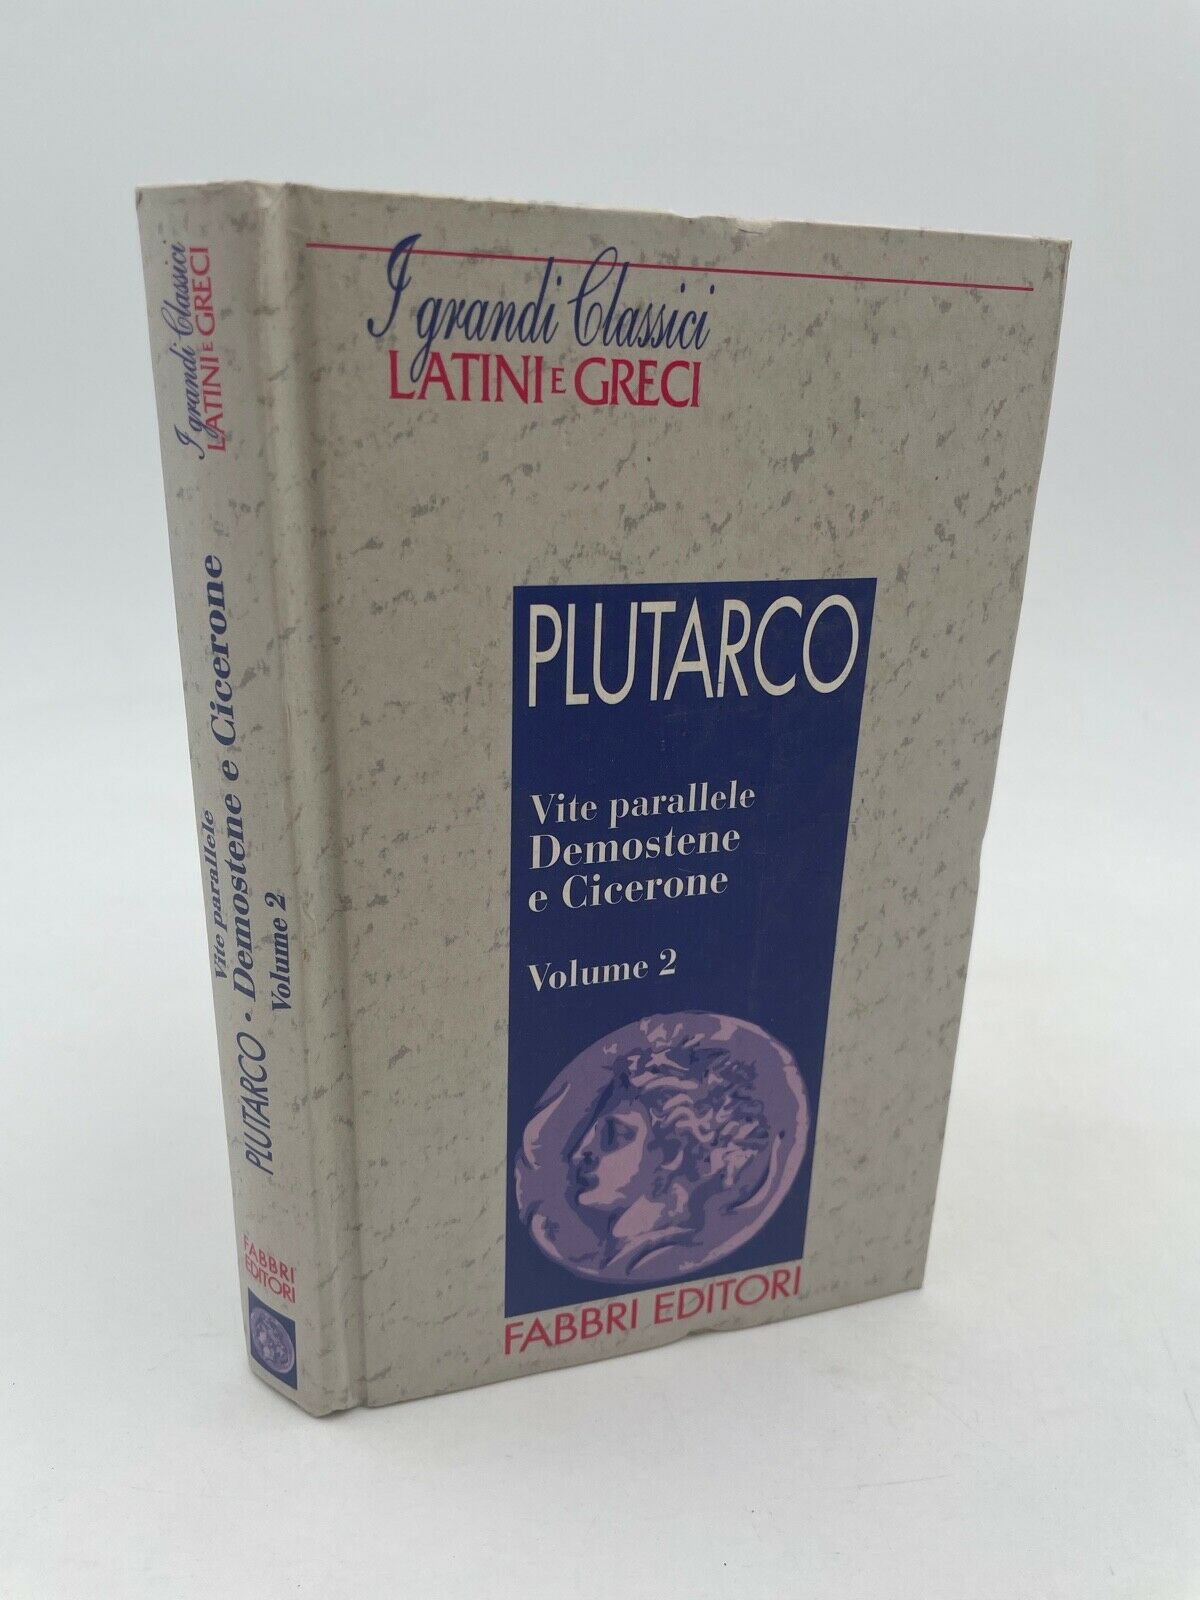 I grandi Classici
LATINI E GRECI
PLUTARCO
Vite parallele
Demostene
e Cicerone
Volume 2
FABBRI EDITORI
I grandi Classici
LATINI E GRECI
PLUTARCO • Vite parallele
Demostene e Cicerone
Volume 2
FABBRI
EDITORI